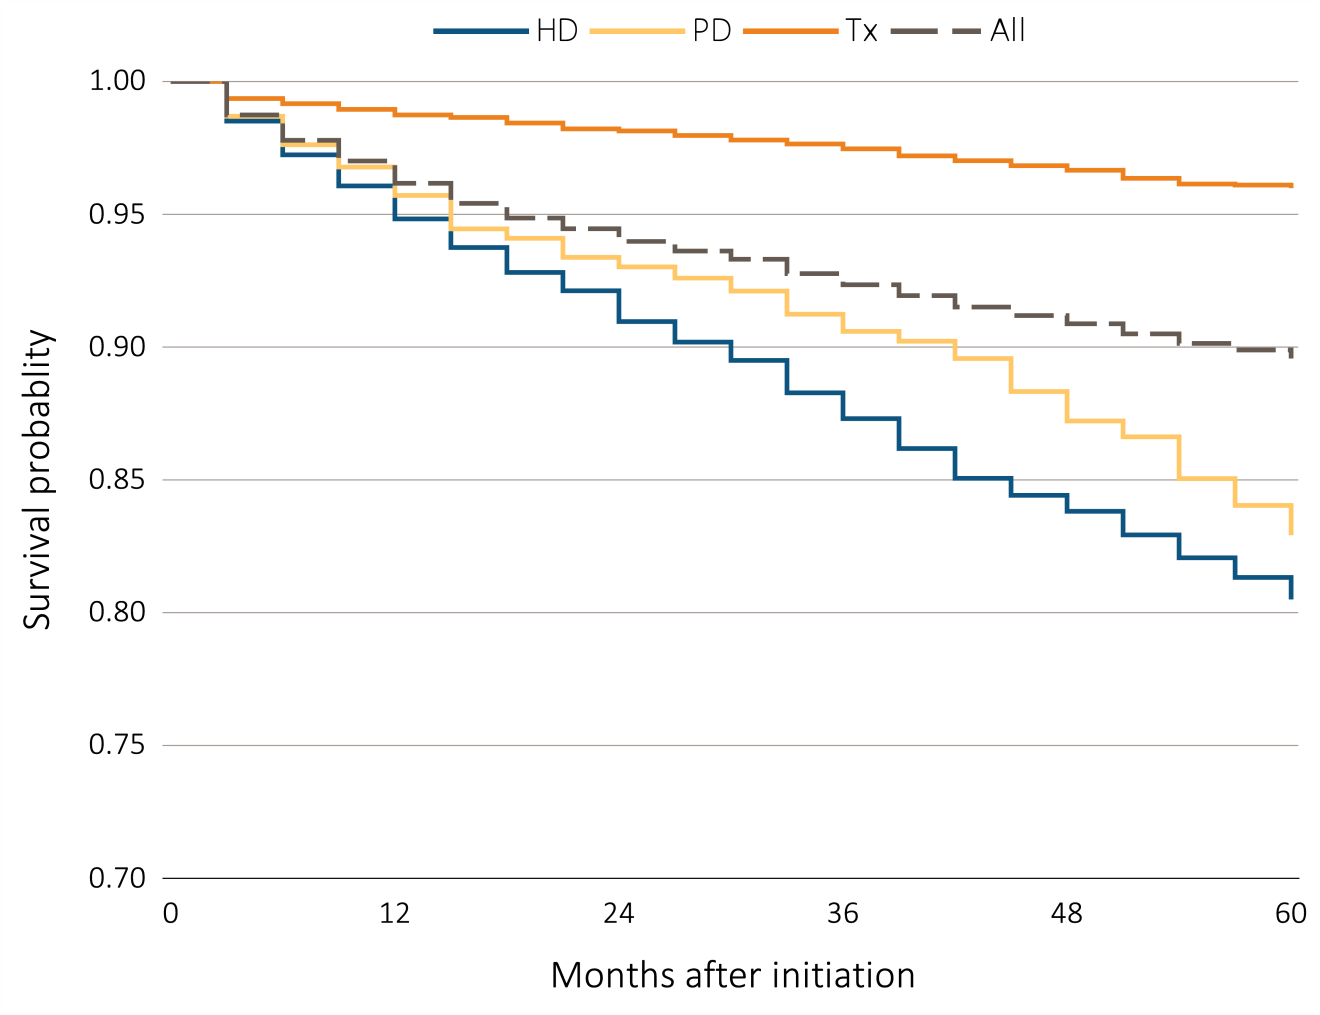 HD PD Tx All
1.00
0.95
0.90
0.85
0.80
0.75
0.70
0 12 24 36 48 60
Survival probablity
Months after initiation